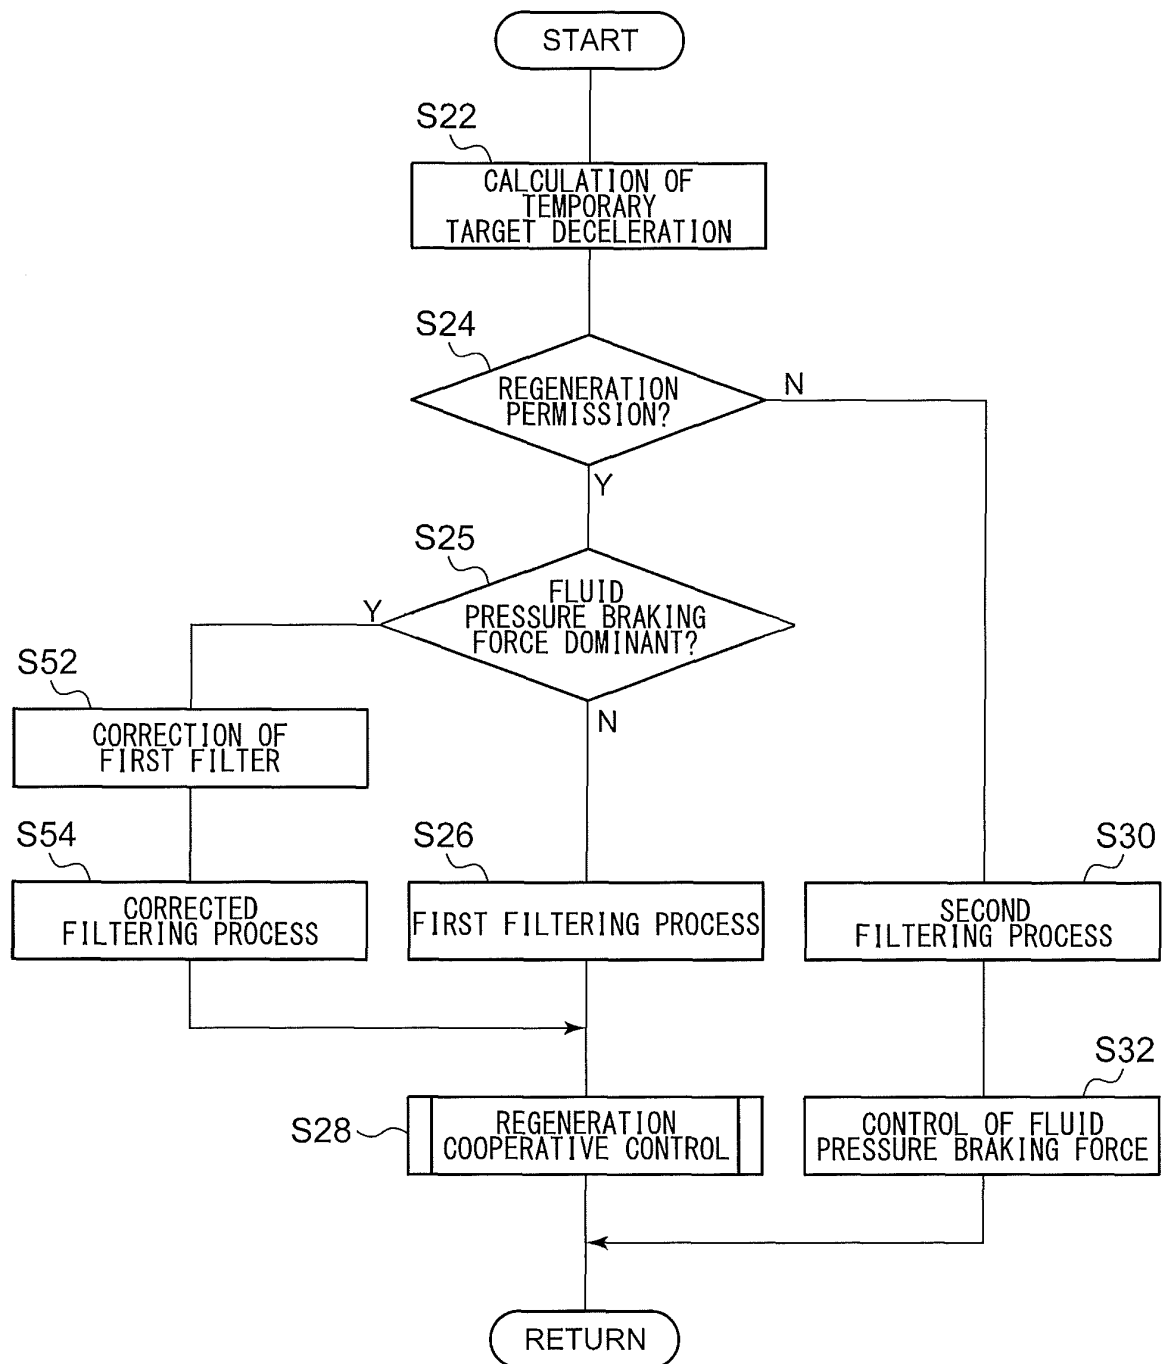 START
S22
CALCULATION OF
TEMPORARY
TARGET DECELERATION
S24
REGENERATION
PERMISSION?
N
Y
S25
FLUID
PRESSURE BRAKING
FORCE DOMINANT?
Y
N
S52
CORRECTION OF
FIRST FILTER
S54
CORRECTED
FILTERING PROCESS
S26
FIRST FILTERING PROCESS
S30
SECOND
FILTERING PROCESS
S28
REGENERATION
COOPERATIVE CONTROL
S32
CONTROL OF FLUID
PRESSURE BRAKING FORCE
RETURN